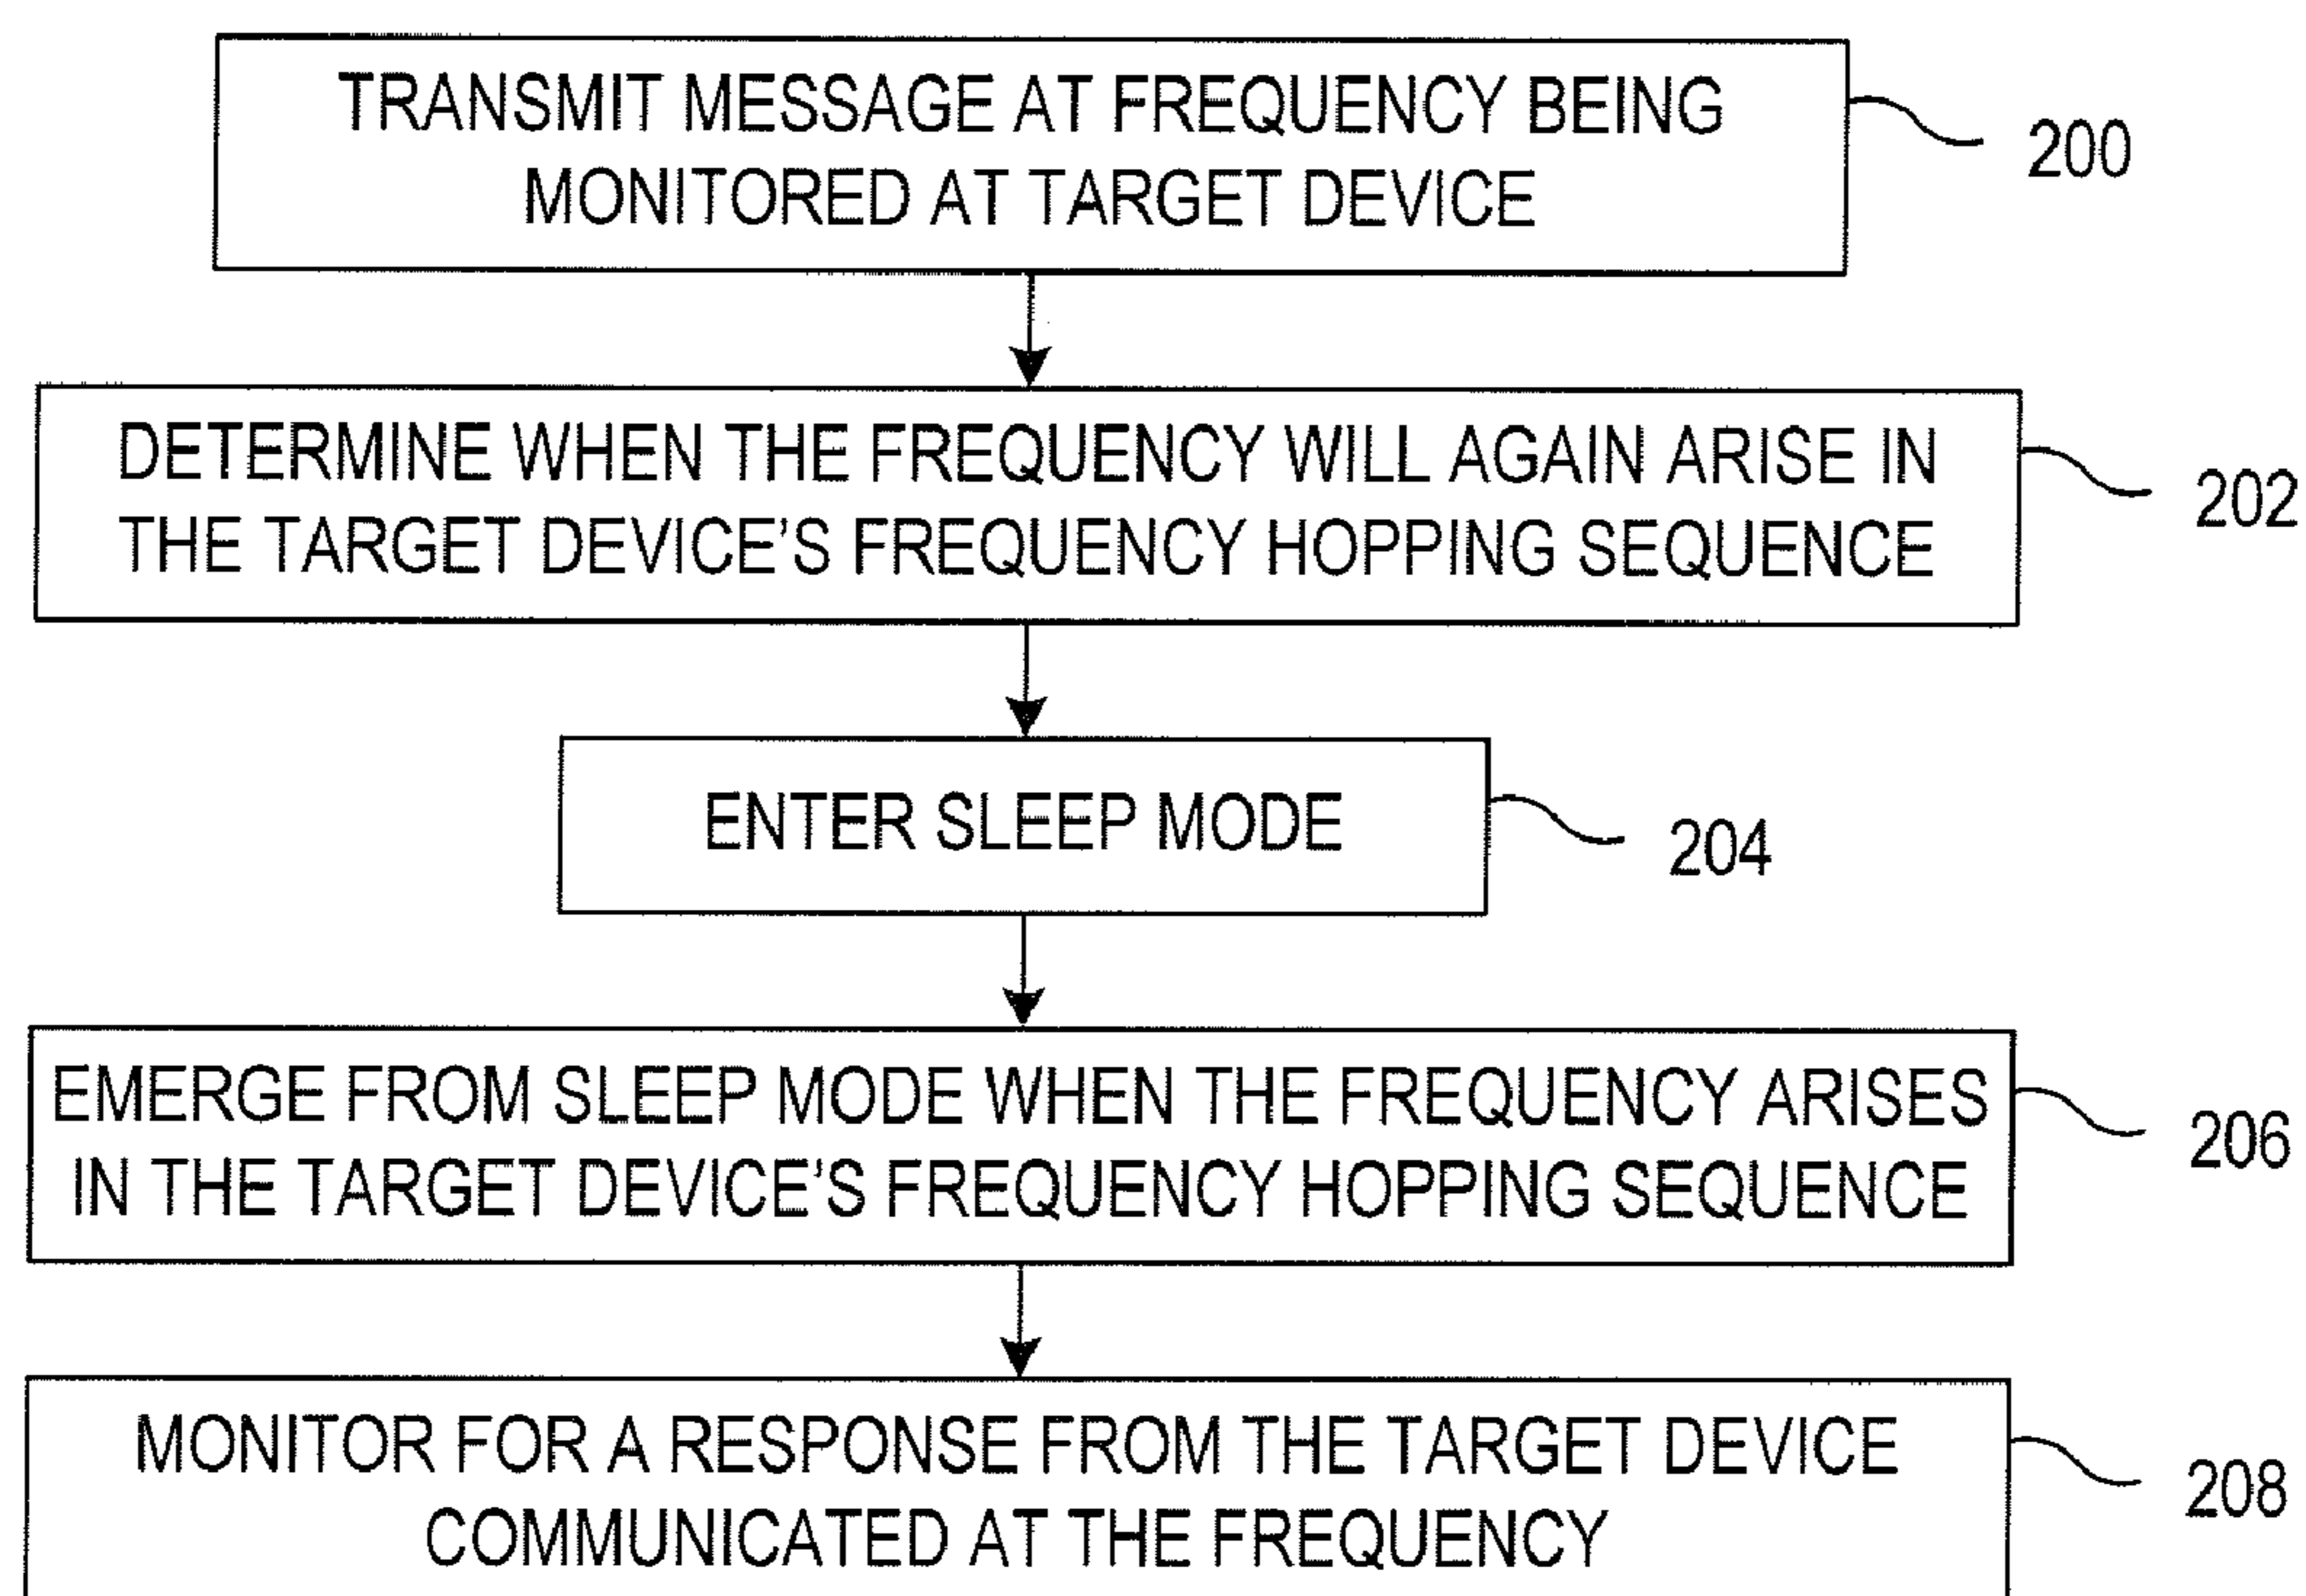 TRANSMIT MESSAGE AT FREQUENCY BEING
MONITORED AT TARGET DEVICE
200
DETERMINE WHEN THE FREQUENCY WILL AGAIN ARISE IN
THE TARGET DEVICE'S FREQUENCY HOPPING SEQUENCE
202
ENTER SLEEP MODE
204
EMERGE FROM SLEEP MODE WHEN THE FREQUENCY ARISES
IN THE TARGET DEVICE'S FREQUENCY HOPPING SEQUENCE
206
MONITOR FOR A RESPONSE FROM THE TARGET DEVICE
COMMUNICATED AT THE FREQUENCY
208